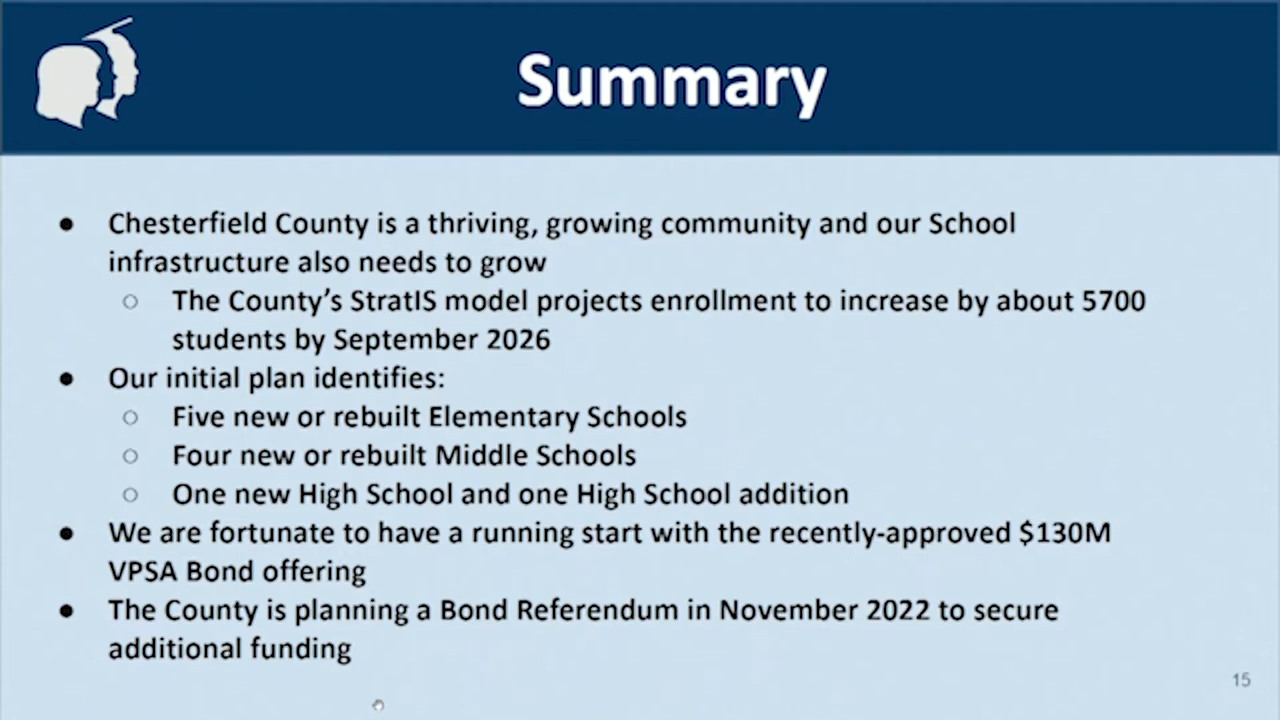 Summary
● Chesterfield County is a thriving, growing community and our School
infrastructure also needs to grow
○ The County’s StratIS model projects enrollment to increase by about 5700
students by September 2026
● Our initial plan identifies:
○ Five new or rebuilt Elementary Schools
○ Four new or rebuilt Middle Schools
○ One new High School and one High School addition
● We are fortunate to have a running start with the recently-approved $130M
VPSA Bond offering
● The County is planning a Bond Referendum in November 2022 to secure
additional funding
15